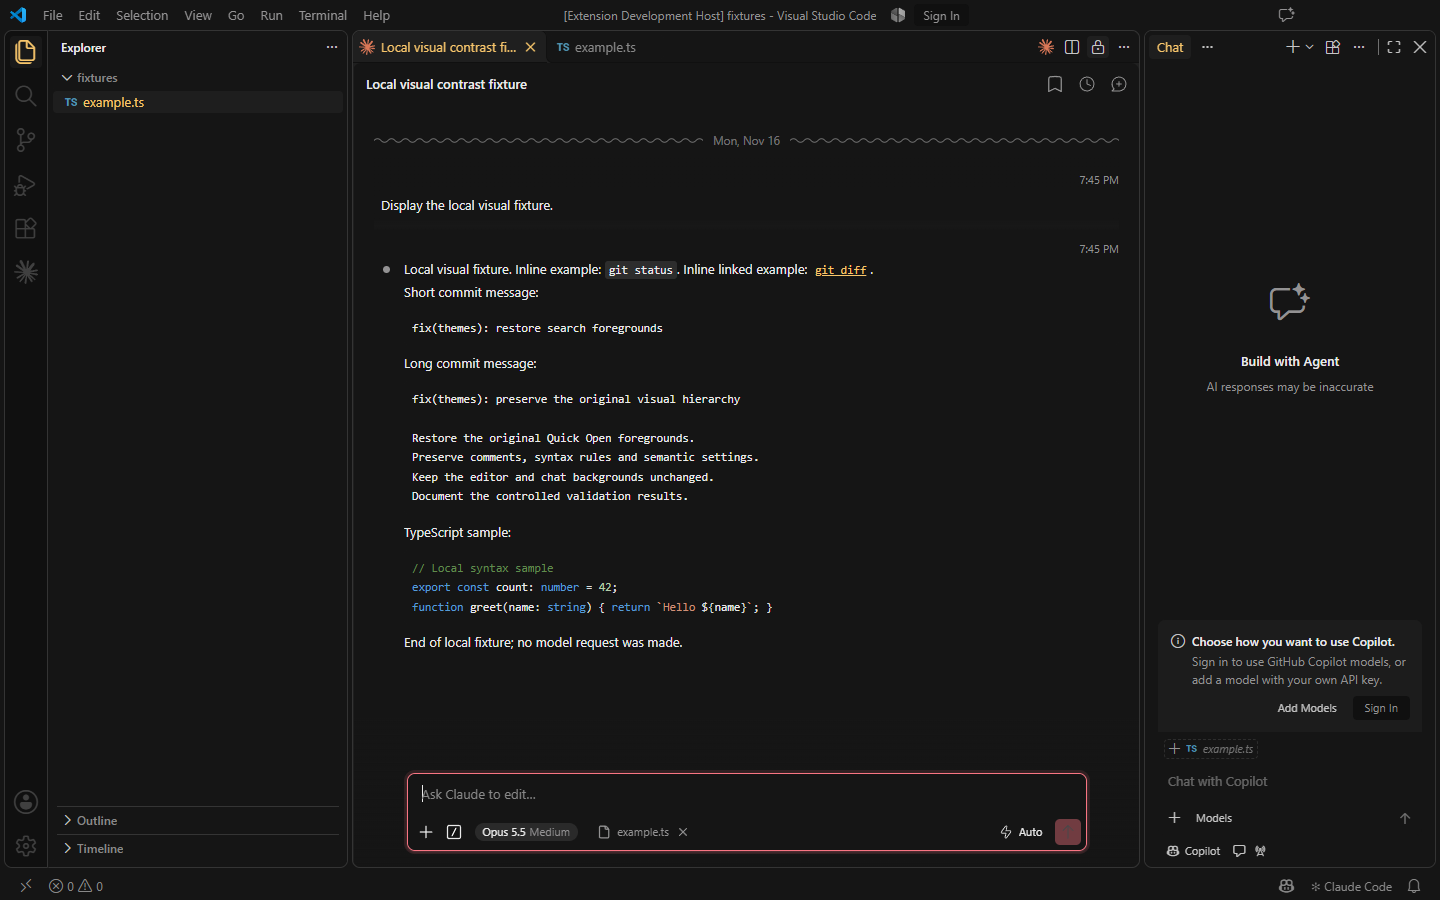 File Edit Selection View Go Run Terminal Help
[Extension Development Host] fixtures - Visual Studio Code
Sign In
Explorer
fixtures
TS example.ts
Outline
Timeline
Local visual contrast fi...
TS example.ts
Local visual contrast fixture
Mon, Nov 16
7:45 PM
Display the local visual fixture.
7:45 PM
Local visual fixture. Inline example: git status. Inline linked example: git diff.
Short commit message:
fix(themes): restore search foregrounds
Long commit message:
fix(themes): preserve the original visual hierarchy
Restore the original Quick Open foregrounds.
Preserve comments, syntax rules and semantic settings.
Keep the editor and chat backgrounds unchanged.
Document the controlled validation results.
TypeScript sample:
// Local syntax sample
export const count: number = 42;
function greet(name: string) { return `Hello ${name}`; }
End of local fixture; no model request was made.
Ask Claude to edit...
Opus 5.5 Medium
example.ts
Auto
Chat
Build with Agent
AI responses may be inaccurate
Choose how you want to use Copilot.
Sign in to use GitHub Copilot models, or
add a model with your own API key.
Add Models
Sign In
TS example.ts
Chat with Copilot
Models
Copilot
0 0
Claude Code